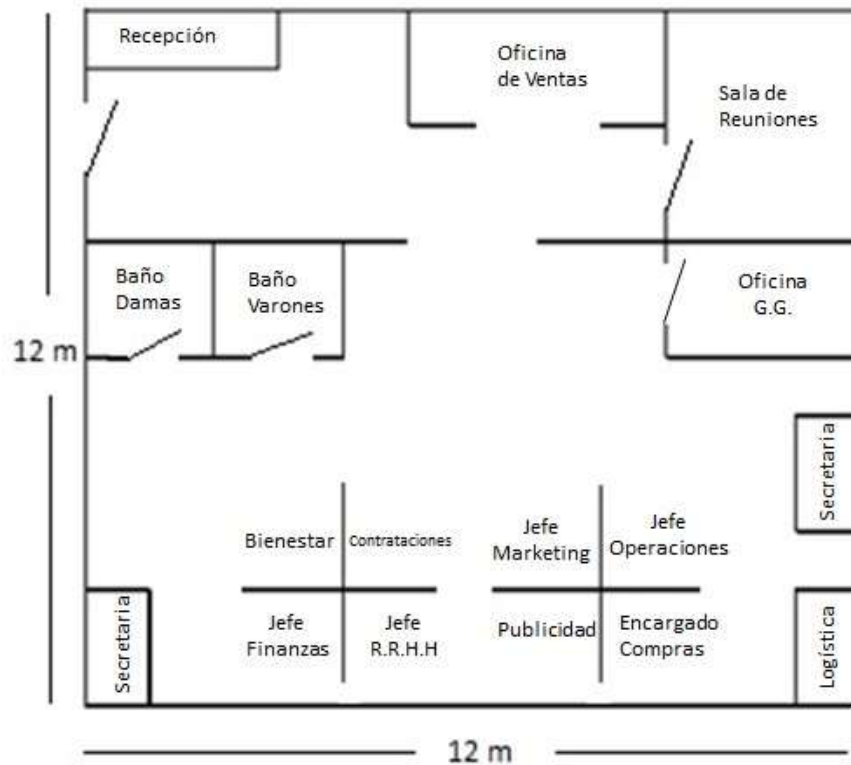 Recepción
Oficina
de Ventas
Sala de
Reuniones
Baño
Damas
Baño
Varones
Oficina
G.G.
12 m
Secretaria
Bienestar
Contrataciones
Jefe
Marketing
Jefe
Operaciones
Secretaria
Jefe
Finanzas
Jefe
R.R.H.H
Publicidad
Encargado
Compras
Logística
12 m